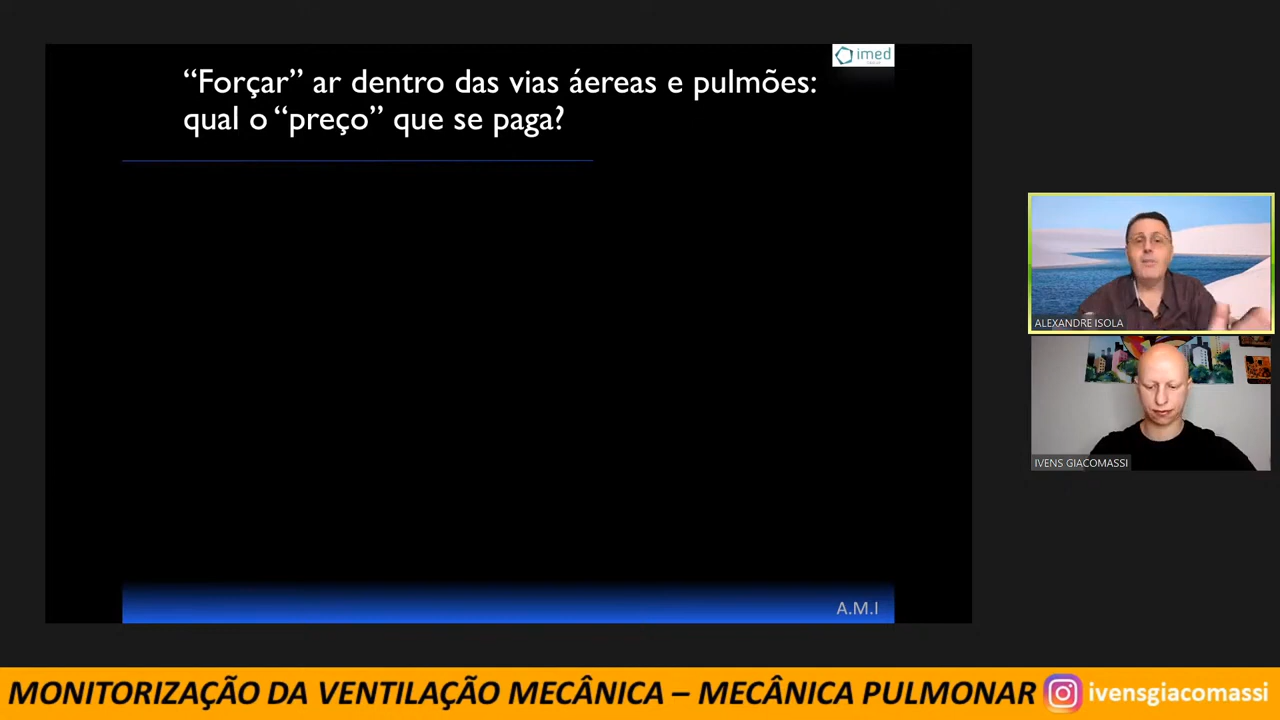 imed
“Forçar” ar dentro das vias áereas e pulmões:
qual o “preço” que se paga?
ALEXANDRE ISOLA
IVENS GIACOMASSI
A.M.I
MONITORIZAÇÃO DA VENTILAÇÃO MECÂNICA – MECÂNICA PULMONAR ivensgiacomassi